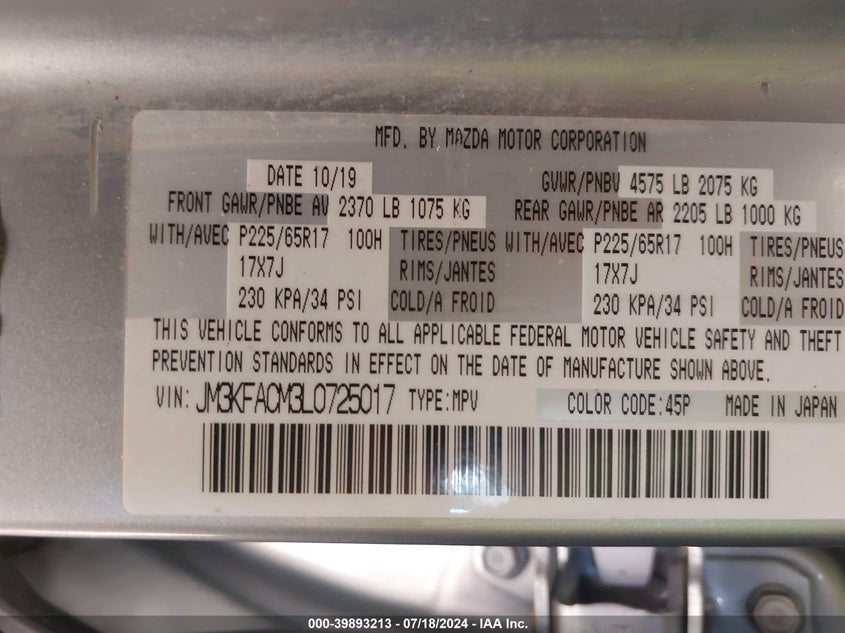 MFD. BY MAZDA MOTOR CORPORATION
DATE 10/19 GVWR/PNBV 4575 LB 2075 KG
FRONT GAWR/PNBE AV 2370 LB 1075 KG REAR GAWR/PNBE AR 2205 LB 1000 KG
WITH/AVEC P225/65R17 100H TIRES/PNEUS WITH/AVEC P225/65R17 100H TIRES/PNEUS
17X7J RIMS/JANTES 17X7J RIMS/JANTES
230 KPA/34 PSI COLD/A FROID 230 KPA/34 PSI COLD/A FROID
THIS VEHICLE CONFORMS TO ALL APPLICABLE FEDERAL MOTOR VEHICLE SAFETY AND THEFT
PREVENTION STANDARDS IN EFFECT ON THE DATE OF MANUFACTURE SHOWN ABOVE.
VIN: JM3KFACM3L0725017 TYPE:MPV COLOR CODE:45P MADE IN JAPAN
000-39893213 - 07/18/2024 - IAA Inc.